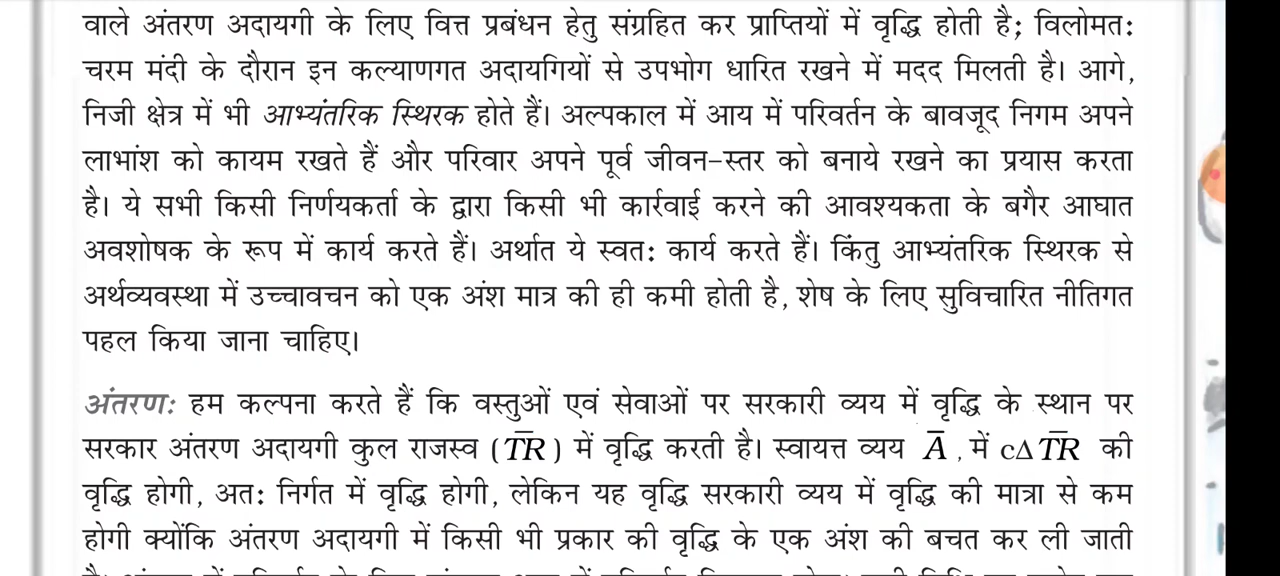 वाले अंतरण अदायगी के लिए वित्त प्रबंधन हेतु संग्रहित कर प्राप्तियों में वृद्धि होती है; विलोमत:
चरम मंदी के दौरान इन कल्याणगत अदायगियों से उपभोग धारित रखने में मदद मिलती है। आगे,
निजी क्षेत्र में भी आभ्यंतरिक स्थिरक होते हैं। अल्पकाल में आय में परिवर्तन के बावजूद निगम अपने
लाभांश को कायम रखते हैं और परिवार अपने पूर्व जीवन-स्तर को बनाये रखने का प्रयास करता
है। ये सभी किसी निर्णयकर्ता के द्वारा किसी भी कार्रवाई करने की आवश्यकता के बगैर आघात
अवशोषक के रूप में कार्य करते हैं। अर्थात ये स्वत: कार्य करते हैं। किंतु आभ्यंतरिक स्थिरक से
अर्थव्यवस्था में उच्चावचन को एक अंश मात्र की ही कमी होती है, शेष के लिए सुविचारित नीतिगत
पहल किया जाना चाहिए।
अंतरण: हम कल्पना करते हैं कि वस्तुओं एवं सेवाओं पर सरकारी व्यय में वृद्धि के स्थान पर
सरकार अंतरण अदायगी कुल राजस्व (T̅R̅) में वृद्धि करती है। स्वायत्त व्यय A̅, में cΔT̅R̅ की
वृद्धि होगी, अत: निर्गत में वृद्धि होगी, लेकिन यह वृद्धि सरकारी व्यय में वृद्धि की मात्रा से कम
होगी क्योंकि अंतरण अदायगी में किसी भी प्रकार की वृद्धि के एक अंश की बचत कर ली जाती